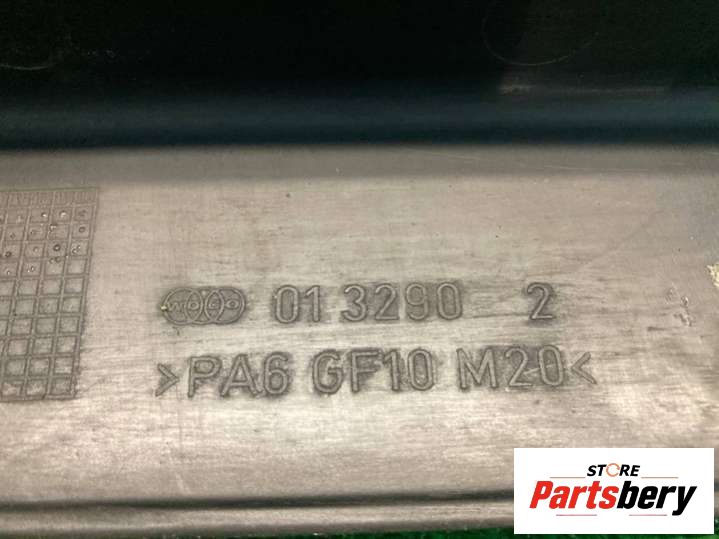 01 3290 2
>PA6 GF10 M20<
STORE
Partsbery